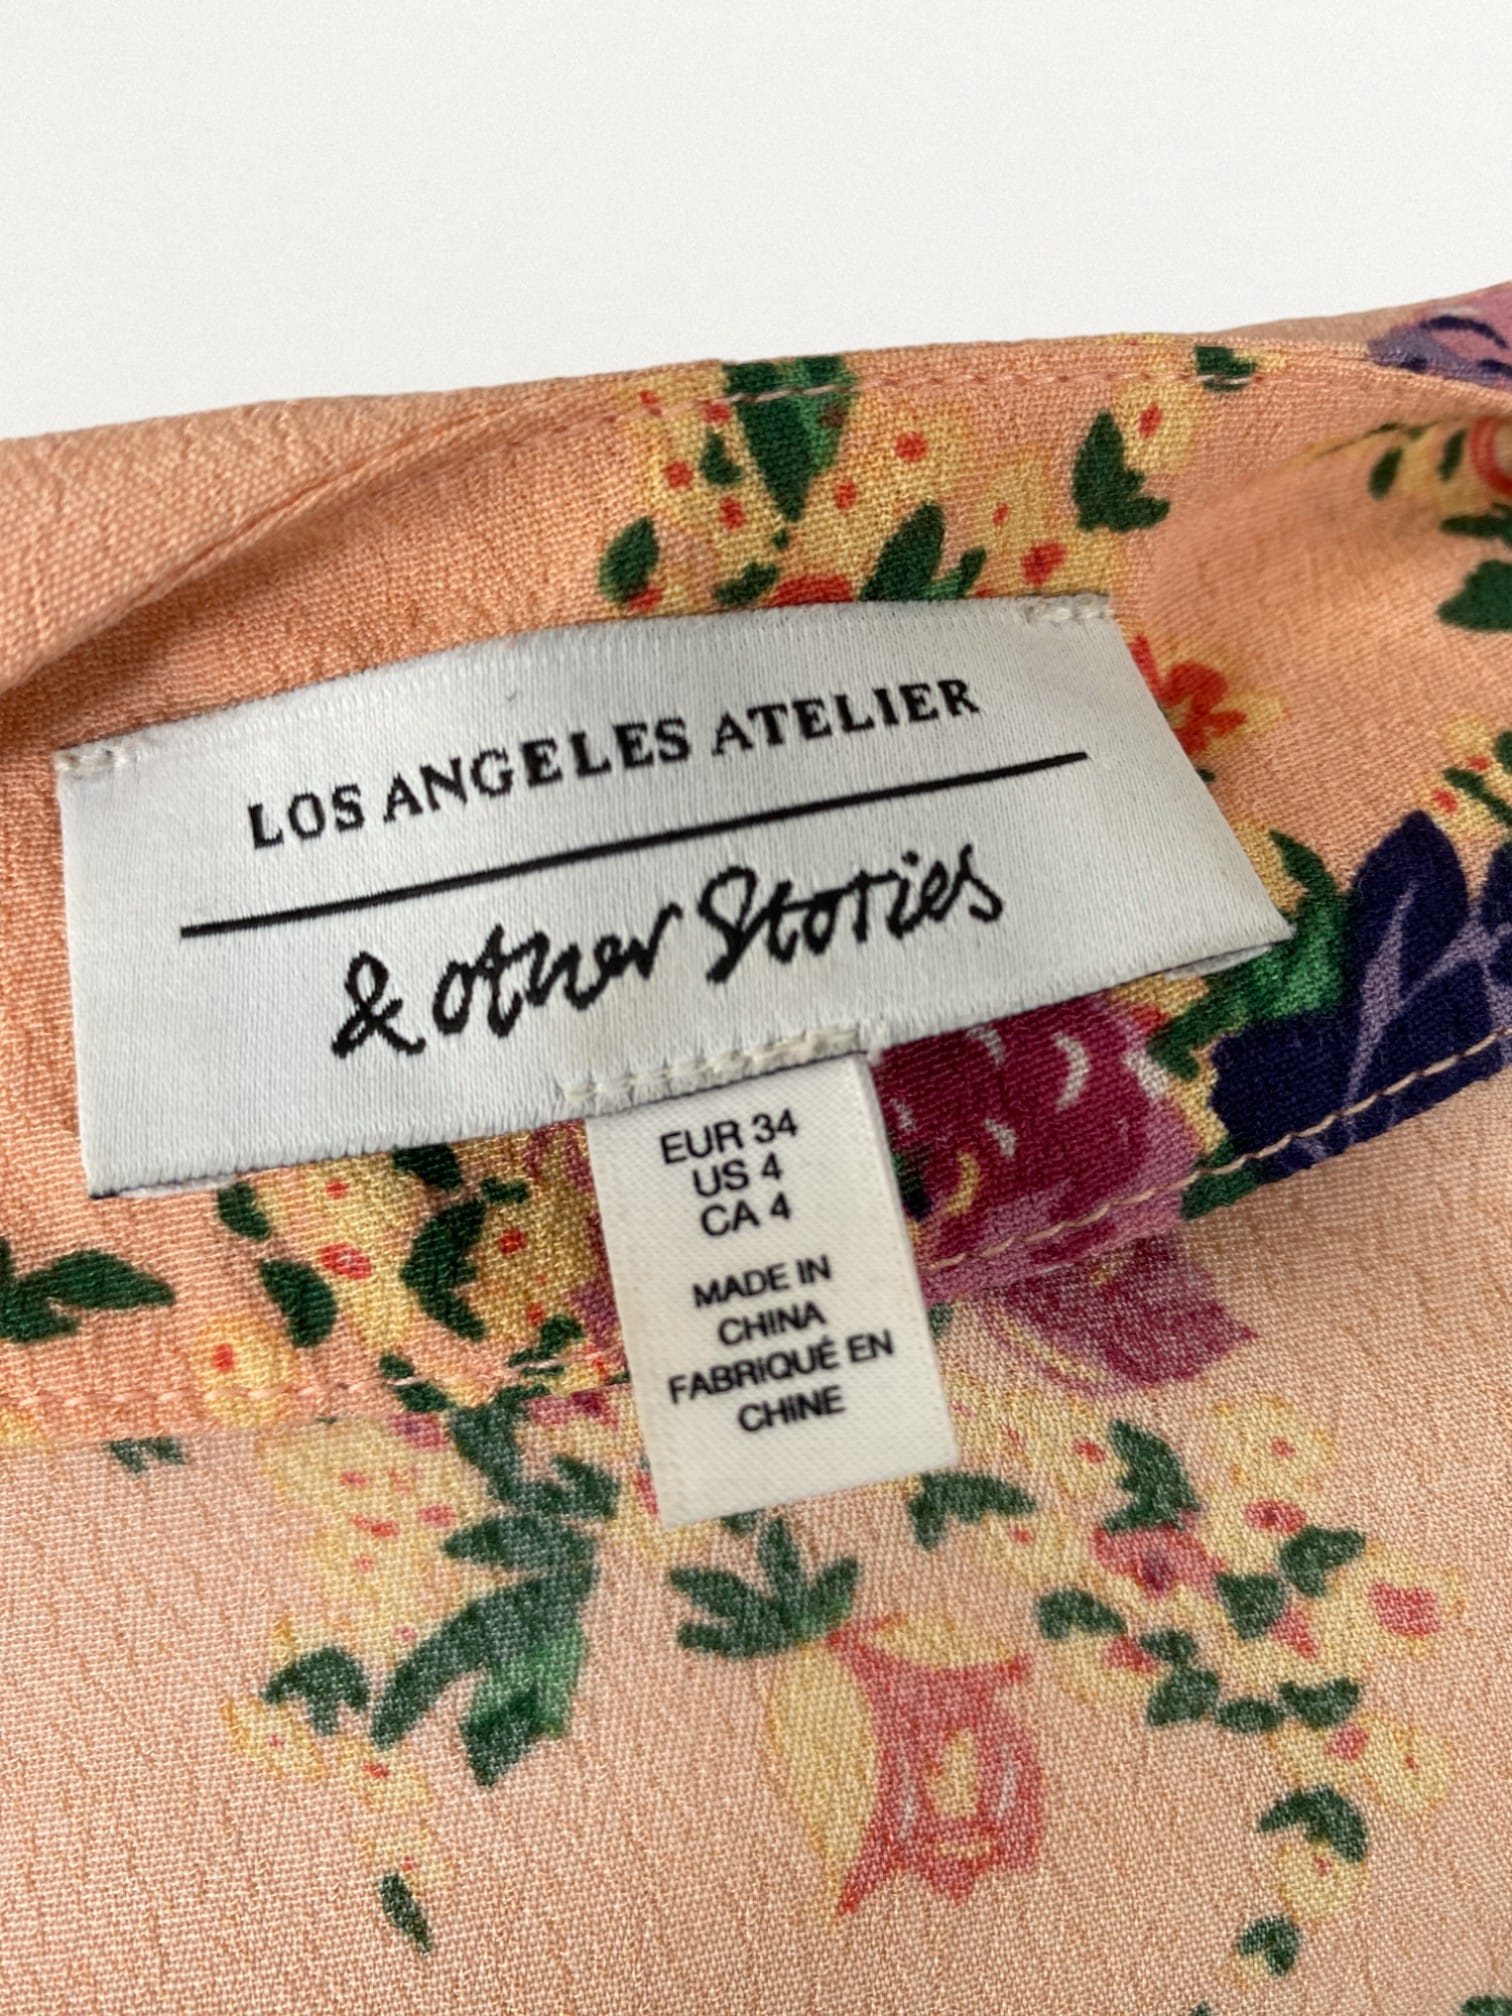 LOS ANGELES ATELIER
& other Stories
EUR 34
US 4
CA 4
MADE IN
CHINA
FABRIQUÉ EN
CHINE